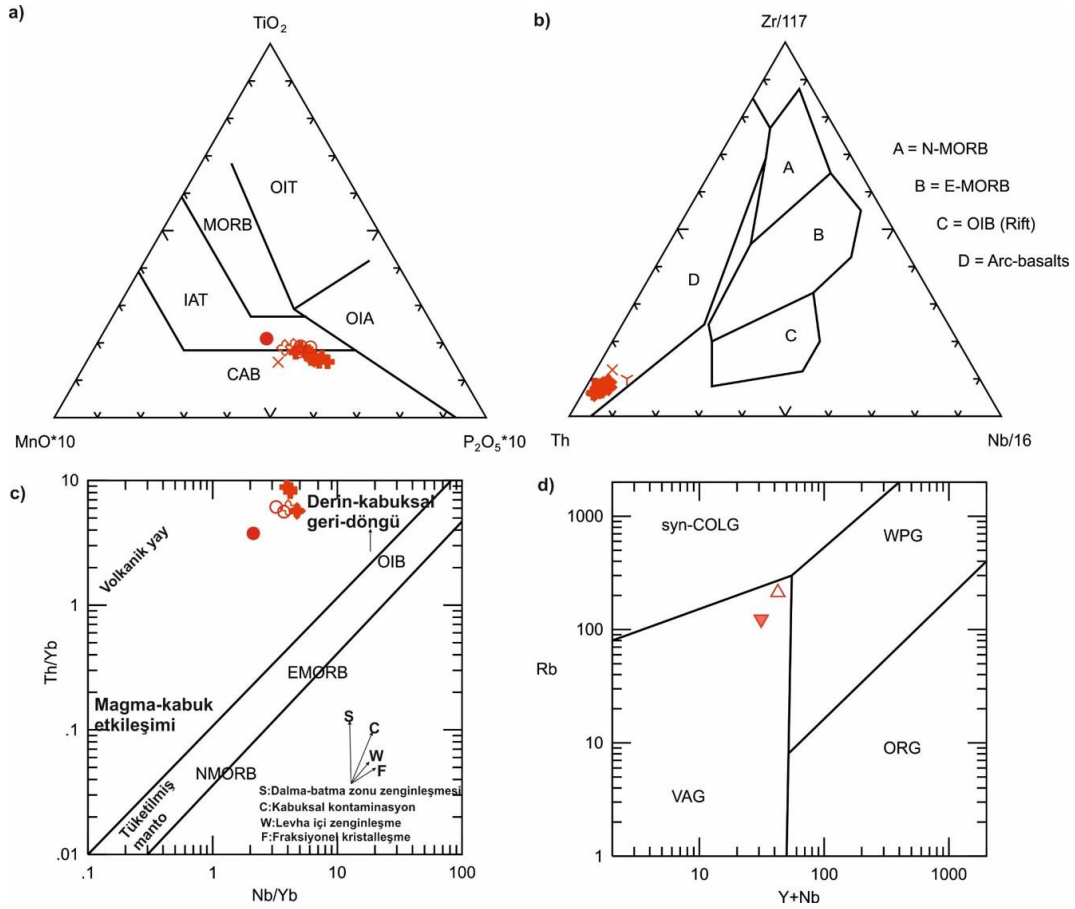 a)
TiO2
OIT
MORB
IAT
OIA
CAB
MnO*10
P2O5*10
b)
Zr/117
A
B
C
D
A = N-MORB
B = E-MORB
C = OIB (Rift)
D = Arc-basalts
Th
Nb/16
c)
10
1
.1
.01
Th/Yb
Volkanik yay
Derin-kabuksal
geri-döngü
OIB
EMORB
Magma-kabuk
etkileşimi
NMORB
Tüketilmiş
manto
S
C
W
F
S:Dalma-batma zonu zenginleşmesi
C:Kabuksal kontaminasyon
W:Levha içi zenginleşme
F:Fraksiyonel kristalleşme
.1
1
10
100
Nb/Yb
d)
1000
100
10
1
Rb
syn-COLG
WPG
VAG
ORG
10
100
1000
Y+Nb